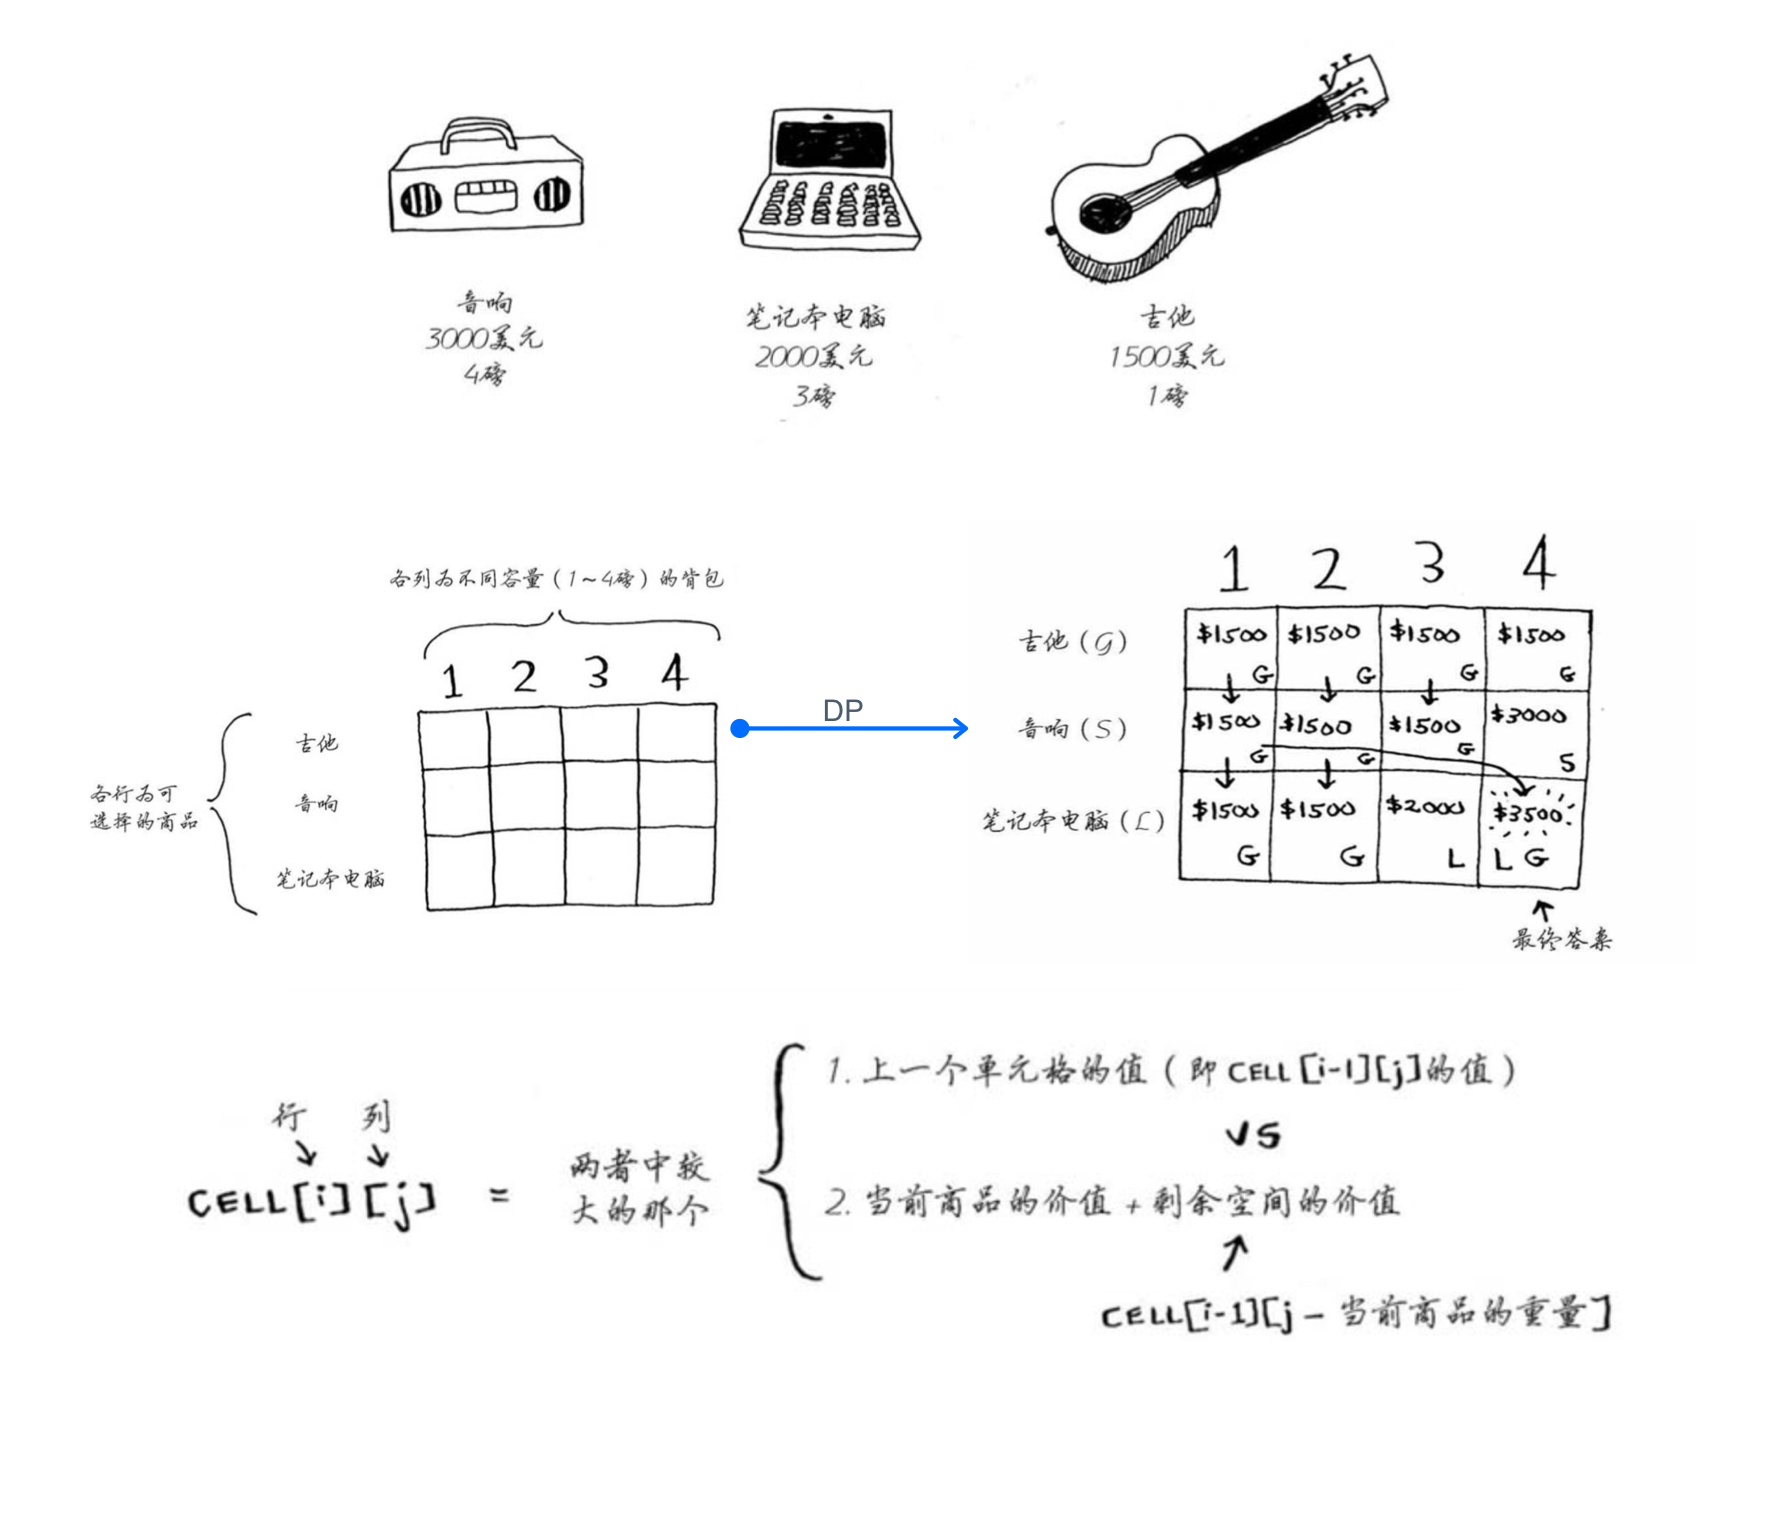 音响
3000美元
4磅
笔记本电脑
2000美元
3磅
吉他
1500美元
1磅
各列为不同容量（1~4磅）的背包
1 2 3 4
各行为可
选择的商品
吉他
音响
笔记本电脑
DP
1 2 3 4
吉他（G） $1500 G $1500 G $1500 G $1500 G
音响（S） $1500 G $1500 G $1500 G $3000 S
笔记本电脑（L） $1500 G $1500 G $2000 L $3500 L G
最终答案
行 列
CELL[i][j] = 两者中较大的那个
1. 上一个单元格的值（即CELL[i-1][j]的值）
VS
2. 当前商品的价值+剩余空间的价值
CELL[i-1][j-当前商品的重量]